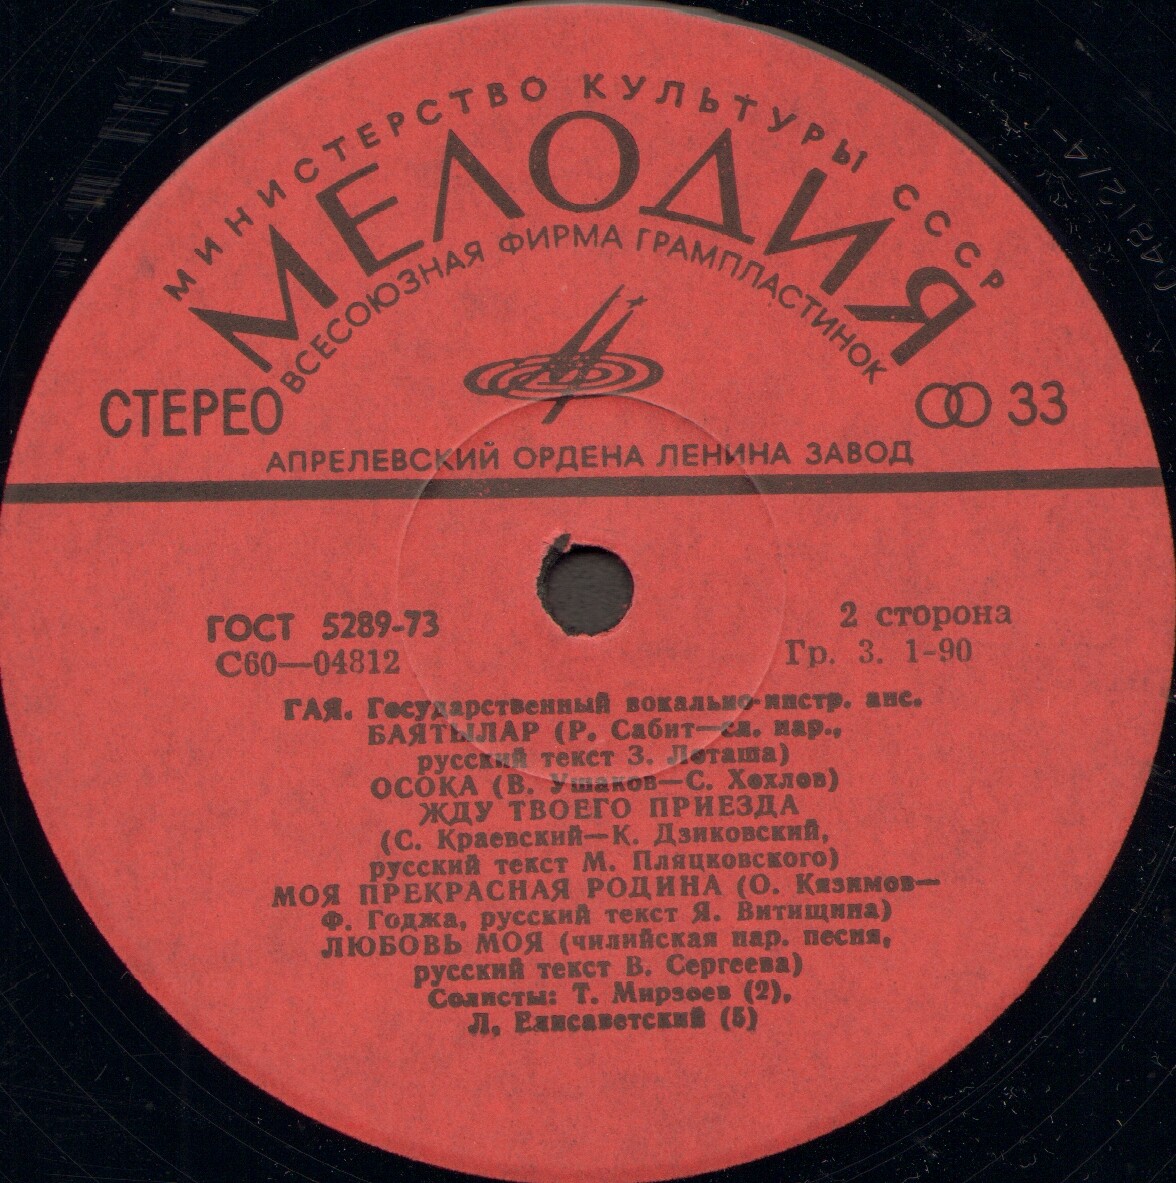 МИНИСТЕРСТВО КУЛЬТУРЫ СССР
МЕЛОДИЯ
ВСЕСОЮЗНАЯ ФИРМА ГРАМПЛАСТИНОК
СТЕРЕО
33
АПРЕЛЕВСКИЙ ОРДЕНА ЛЕНИНА ЗАВОД
ГОСТ 5289-73
2 сторона
С60—04812
Гр. 3. 1-90
ГАЯ. Государственный вокально-инстр. анс.
БАЯТЫЛАР (Р. Сабит—сл. нар.,
русский текст З. Леташа)
ОСОКА (В. Ушаков—С. Хохлов)
ЖДУ ТВОЕГО ПРИЕЗДА
(С. Краевский—К. Дзиковский,
русский текст М. Пляцковского)
МОЯ ПРЕКРАСНАЯ РОДИНА (О. Кязимов—
Ф. Годжа, русский текст Я. Витищина)
ЛЮБОВЬ МОЯ (чилийская нар. песня,
русский текст В. Сергеева)
Солисты: Т. Мирзоев (2),
Л. Елисаветский (5)